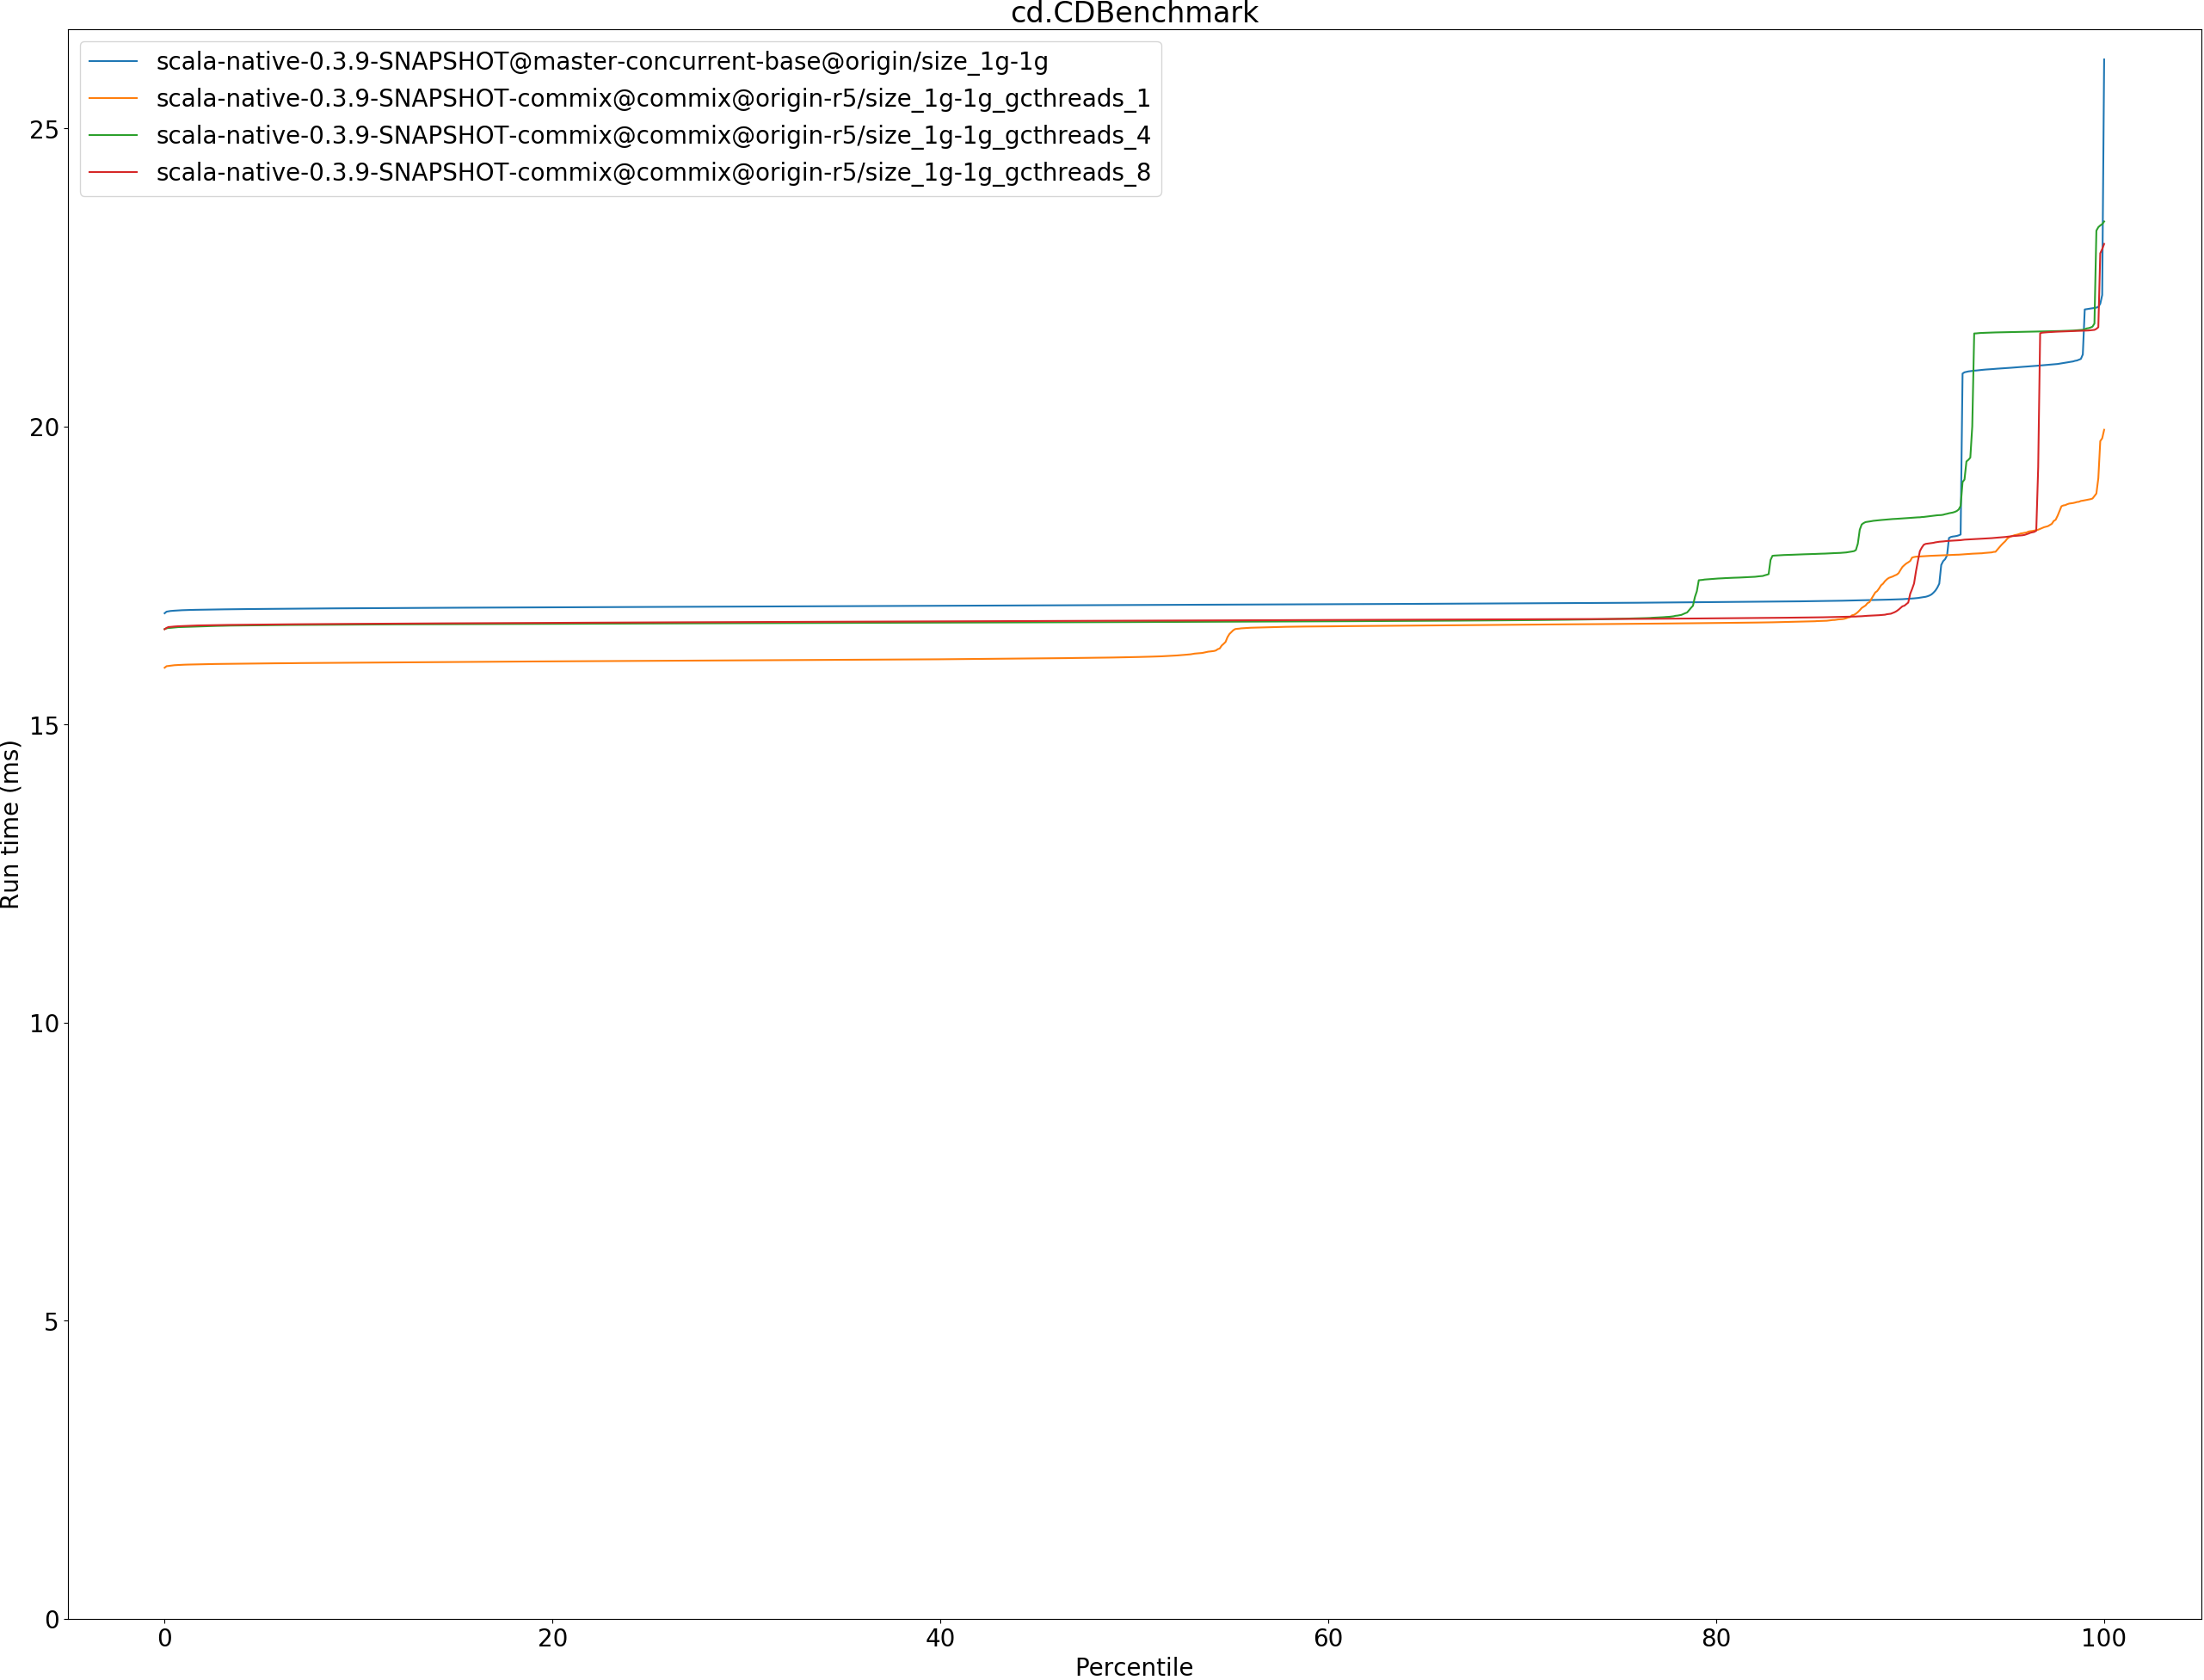 cd.CDBenchmark
scala-native-0.3.9-SNAPSHOT@master-concurrent-base@origin/size_1g-1g
scala-native-0.3.9-SNAPSHOT-commix@commix@origin-r5/size_1g-1g_gcthreads_1
scala-native-0.3.9-SNAPSHOT-commix@commix@origin-r5/size_1g-1g_gcthreads_4
scala-native-0.3.9-SNAPSHOT-commix@commix@origin-r5/size_1g-1g_gcthreads_8
25
20
15
10
5
0
Run time (ms)
0 20 40 60 80 100
Percentile